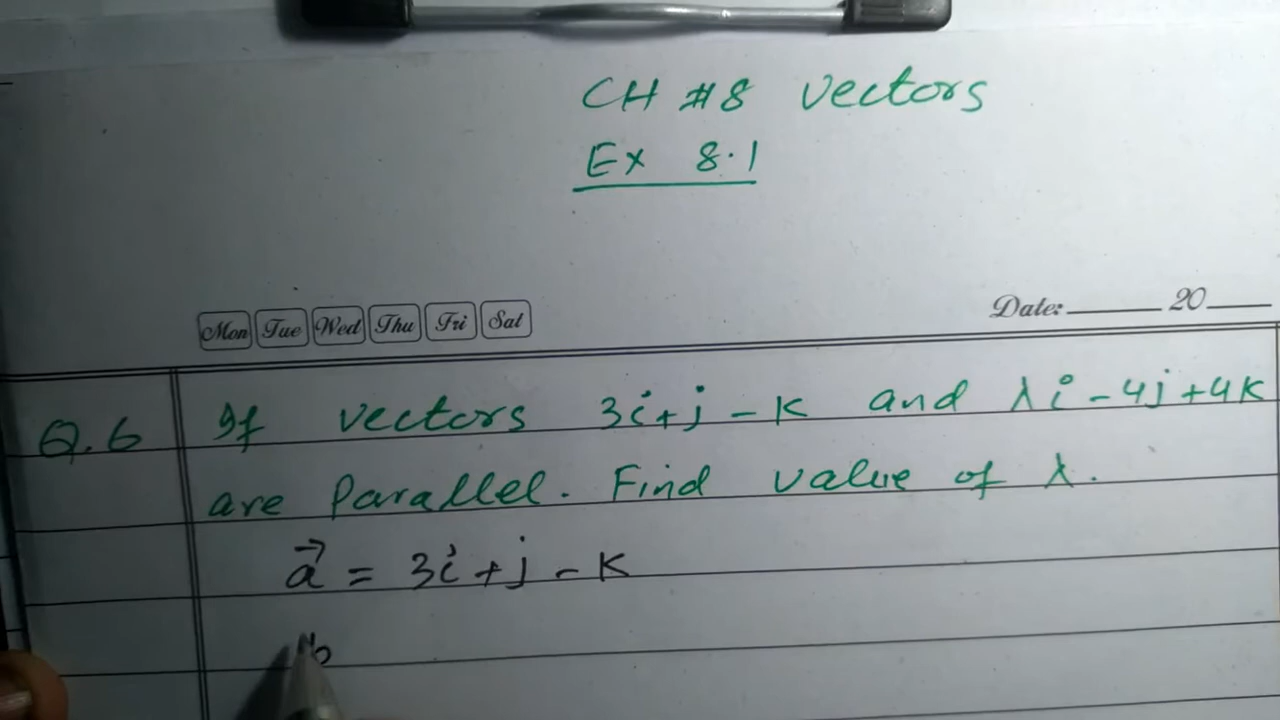 CH #8 Vectors
Ex 8.1
Mon Tue Wed Thu Fri Sat
Date: 20
Q.6 If vectors 3i+j-k and λi-4j+4k
are Parallel. Find value of λ.
a⃗ = 3i+j-k
b